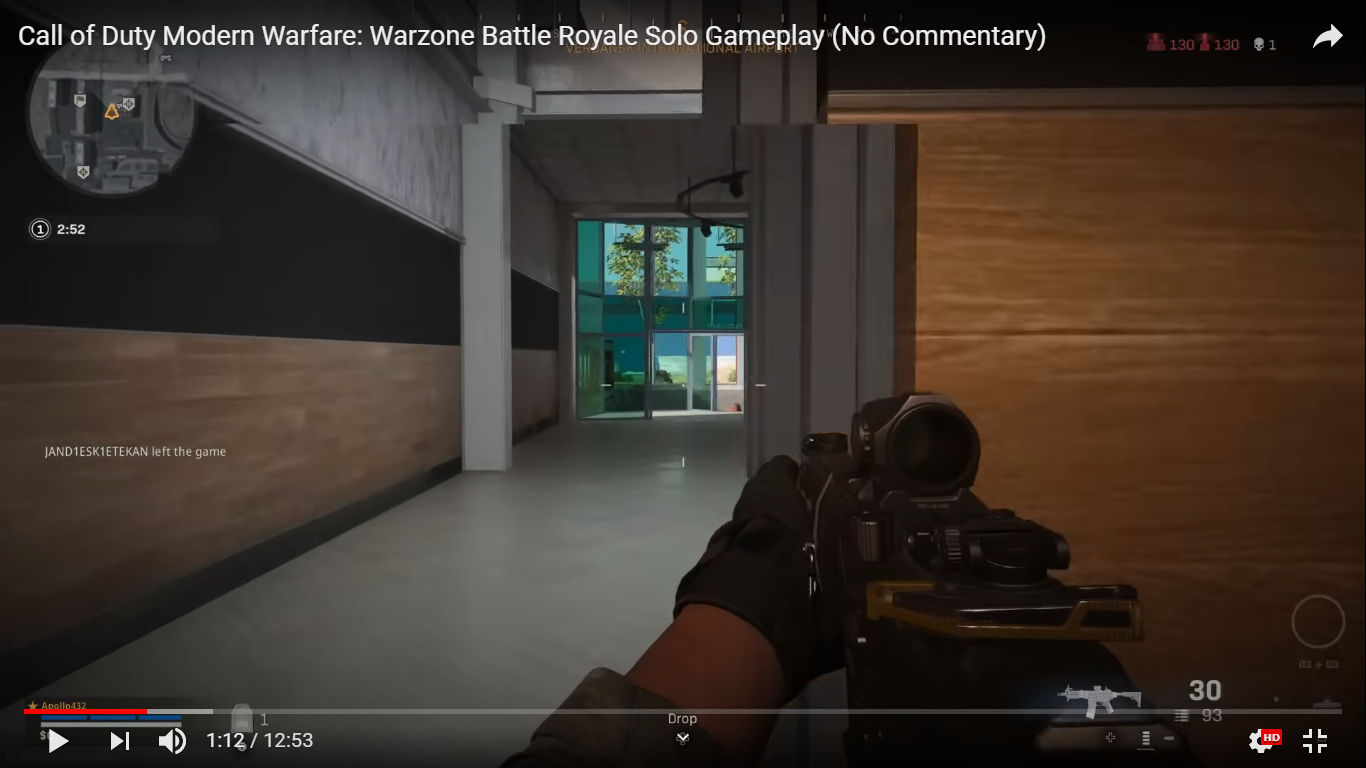 Call of Duty Modern Warfare: Warzone Battle Royale Solo Gameplay (No Commentary)
VERDANSK INTERNATIONAL AIRPORT
130 130 1
1 2:52
JAND1ESK1ETEKAN left the game
Apollo432
1
Drop
30
93
1:12 / 12:53
HD